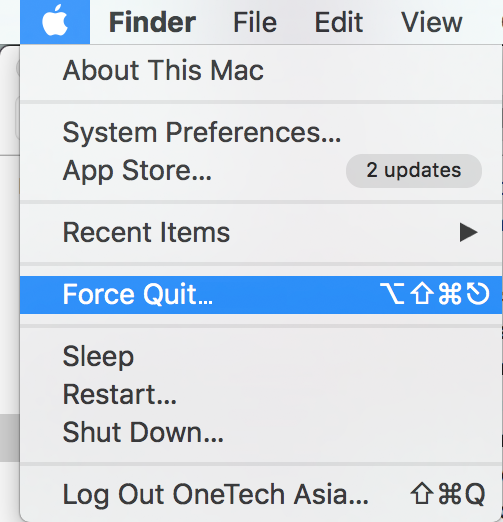 Finder File Edit View
About This Mac
System Preferences...
App Store... 2 updates
Recent Items ▶
Force Quit... ⌥⇧⌘⎋
Sleep
Restart...
Shut Down...
Log Out OneTech Asia... ⇧⌘Q